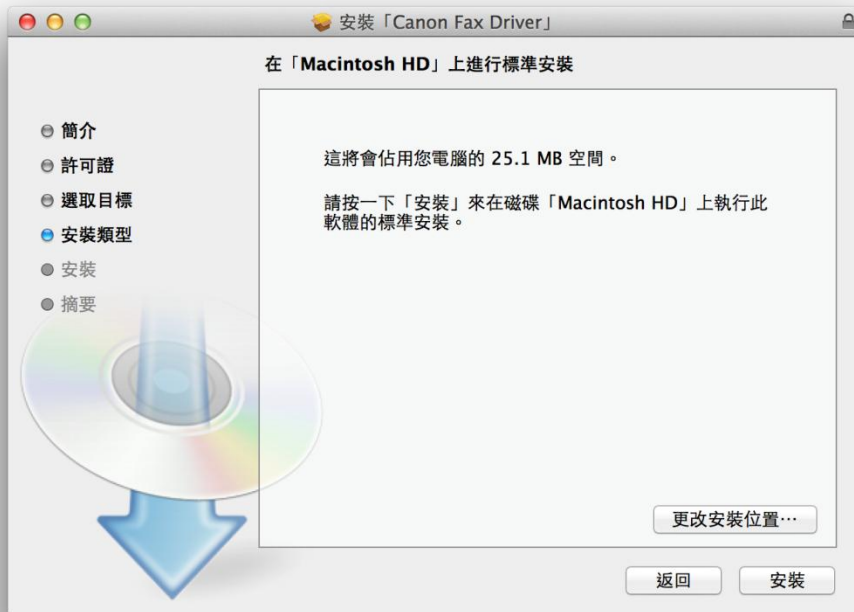 安裝「Canon Fax Driver」
在「Macintosh HD」上進行標準安裝
簡介
許可證
選取目標
安裝類型
安裝
摘要
這將會佔用您電腦的 25.1 MB 空間。
請按一下「安裝」來在磁碟「Macintosh HD」上執行此
軟體的標準安裝。
更改安裝位置⋯
返回
安裝